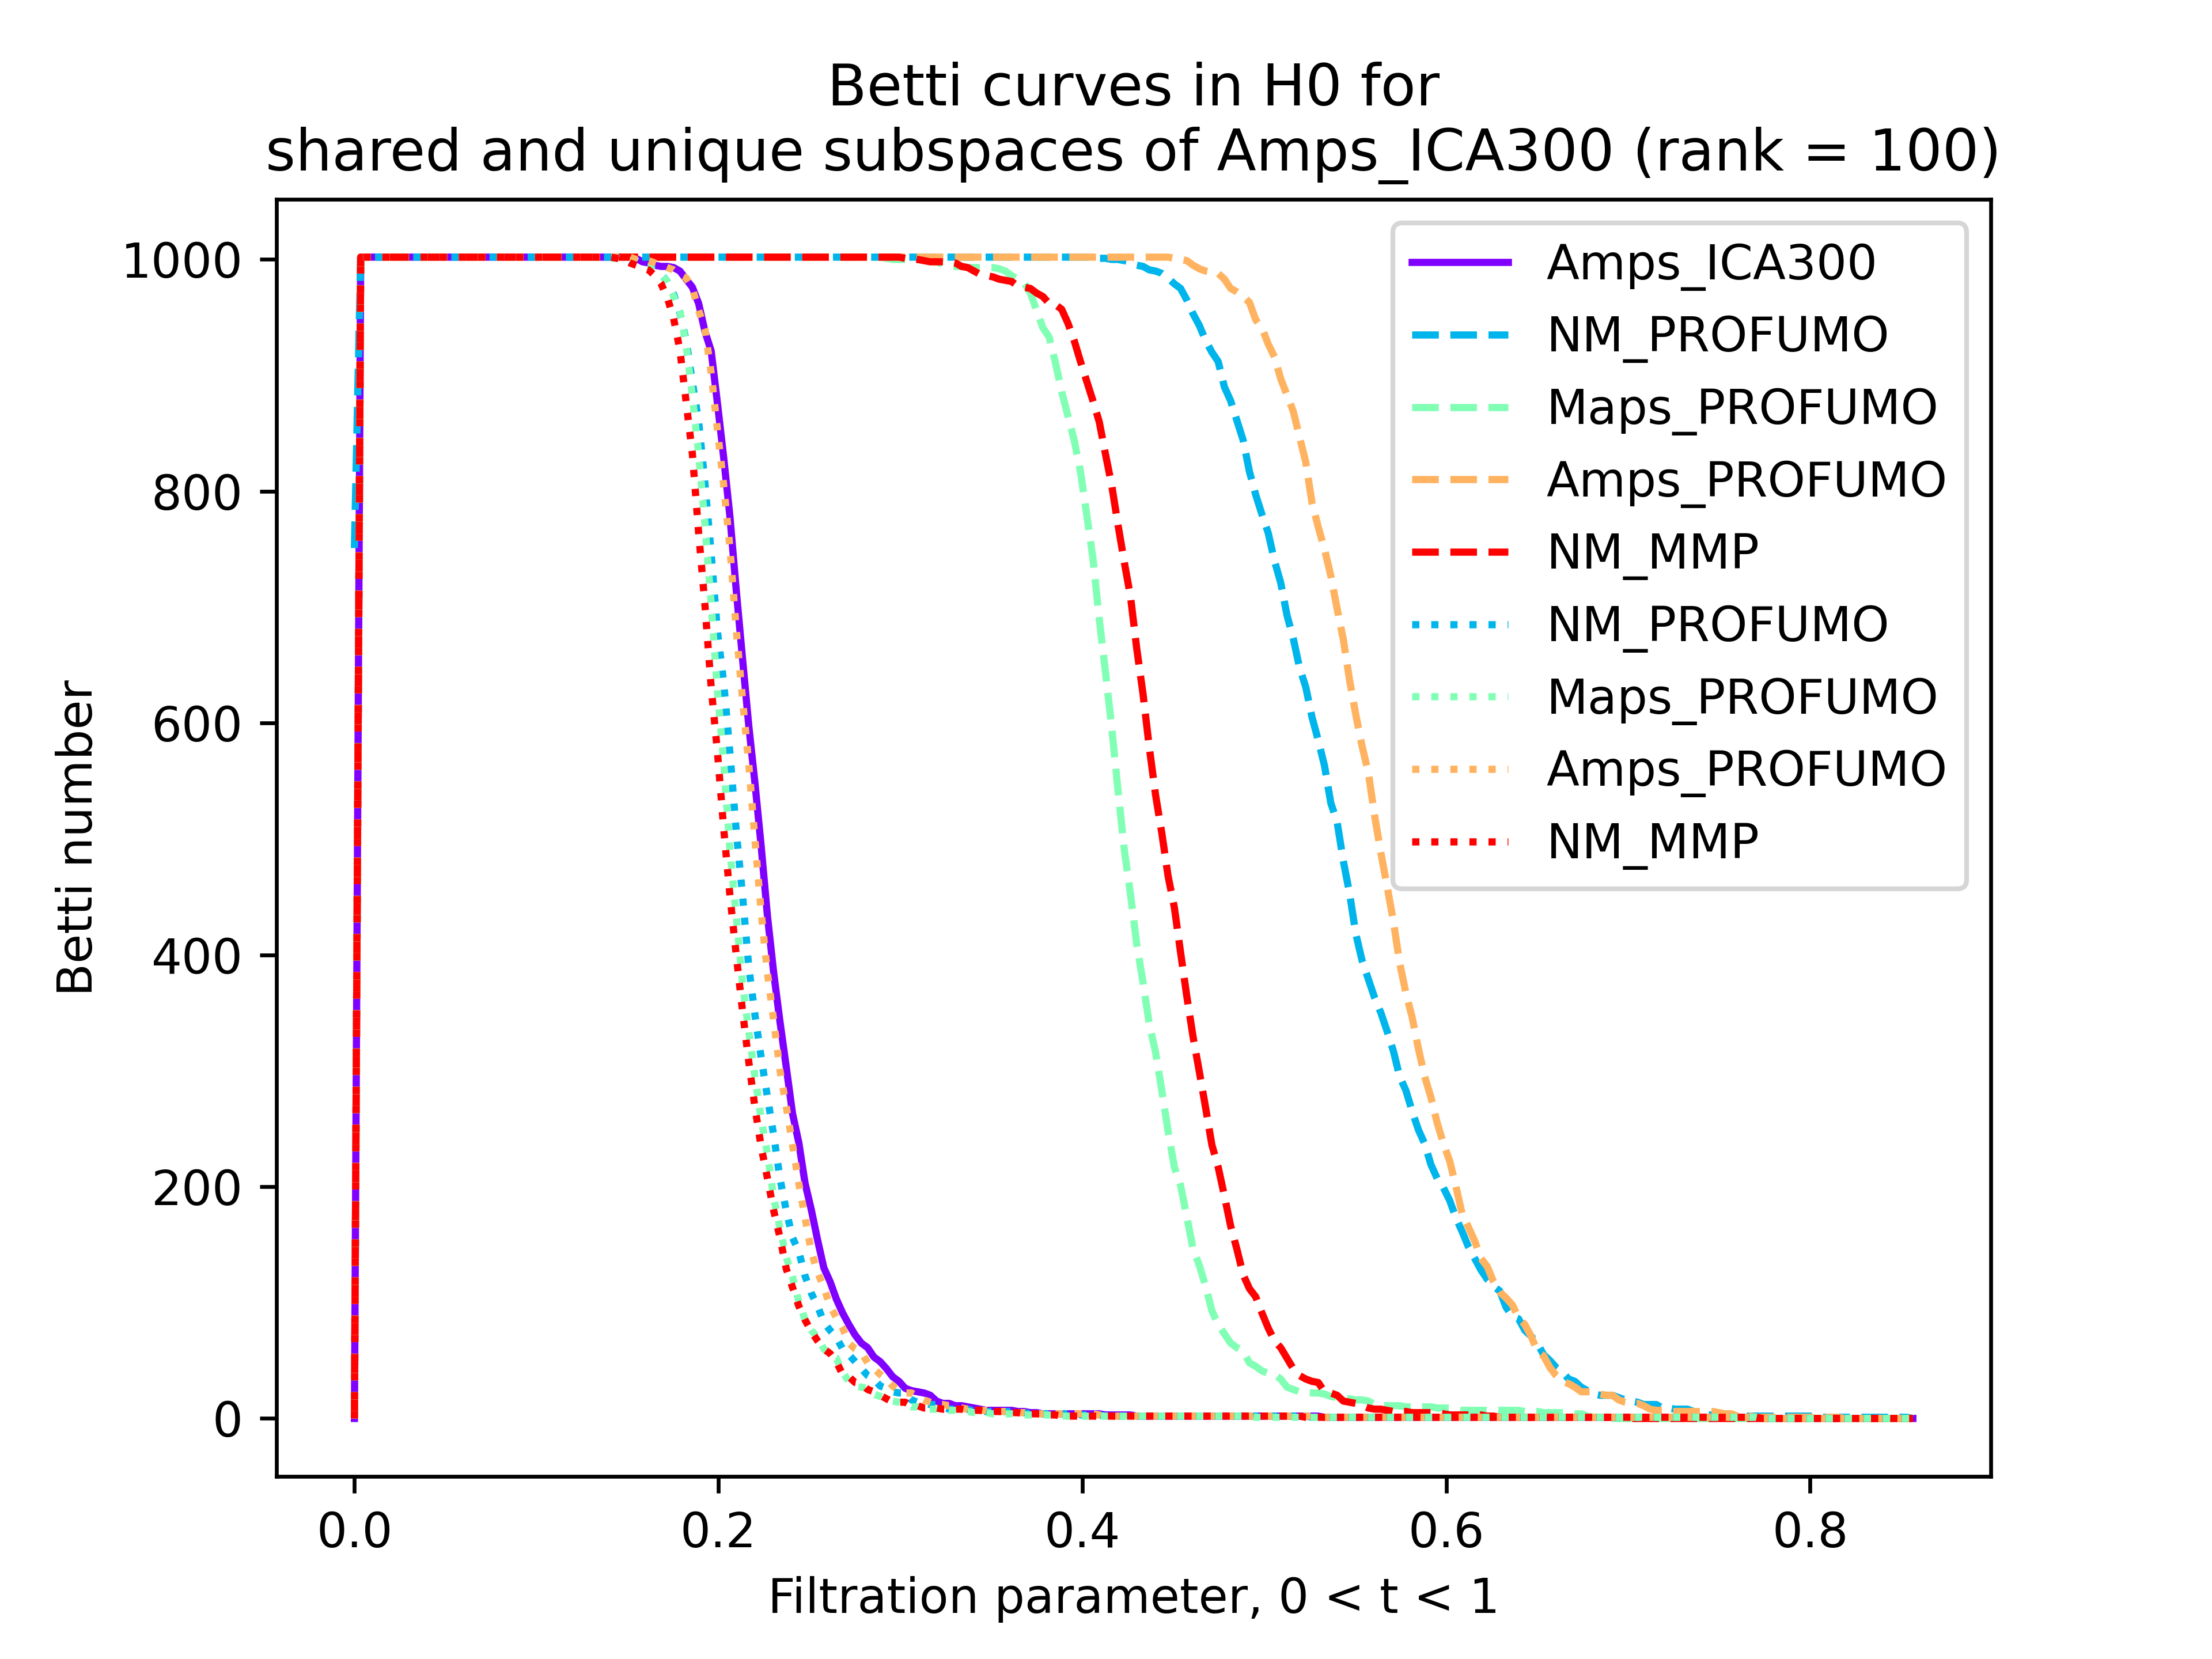 Betti curves in H0 for
shared and unique subspaces of Amps_ICA300 (rank = 100)
Betti number
1000
800
600
400
200
0
Amps_ICA300
NM_PROFUMO
Maps_PROFUMO
Amps_PROFUMO
NM_MMP
NM_PROFUMO
Maps_PROFUMO
Amps_PROFUMO
NM_MMP
0.0 0.2 0.4 0.6 0.8
Filtration parameter, 0 < t < 1